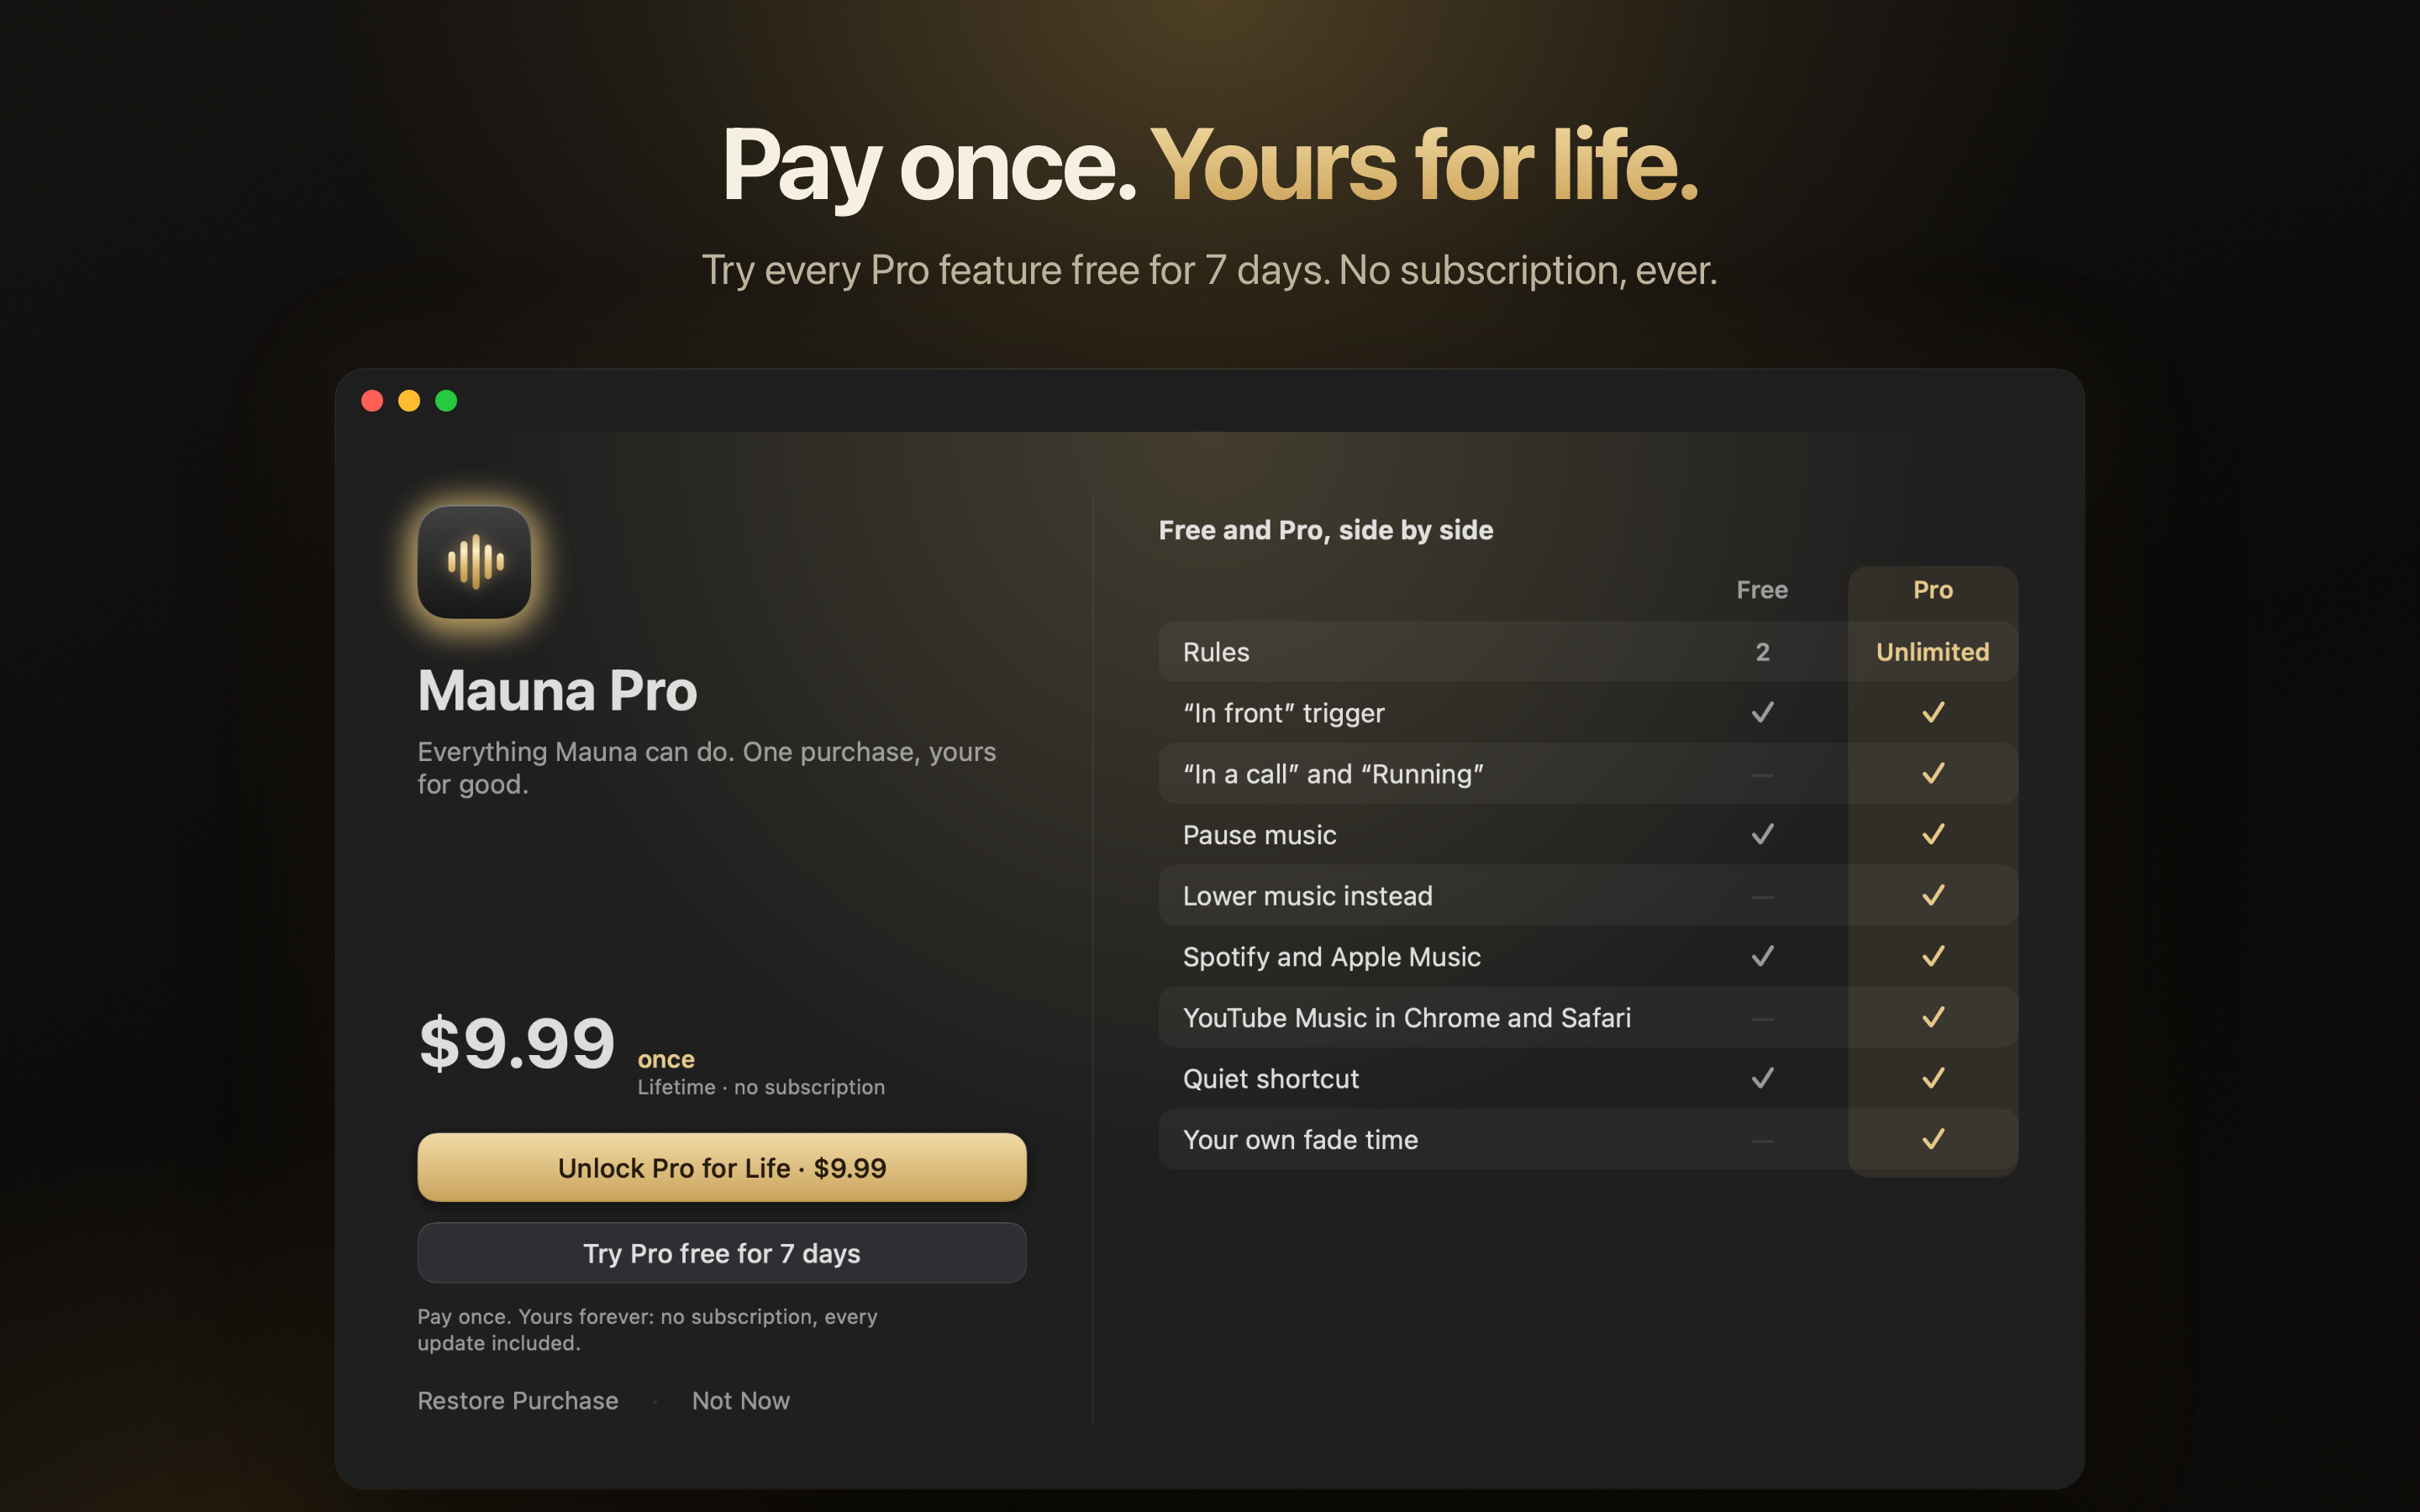 Pay once. Yours for life.
Try every Pro feature free for 7 days. No subscription, ever.
Mauna Pro
Everything Mauna can do. One purchase, yours
for good.
$9.99 once
Lifetime · no subscription
Unlock Pro for Life · $9.99
Try Pro free for 7 days
Pay once. Yours forever: no subscription, every
update included.
Restore Purchase · Not Now
Free and Pro, side by side
Free Pro
Rules 2 Unlimited
“In front” trigger ✓ ✓
“In a call” and “Running” — ✓
Pause music ✓ ✓
Lower music instead — ✓
Spotify and Apple Music ✓ ✓
YouTube Music in Chrome and Safari — ✓
Quiet shortcut ✓ ✓
Your own fade time — ✓